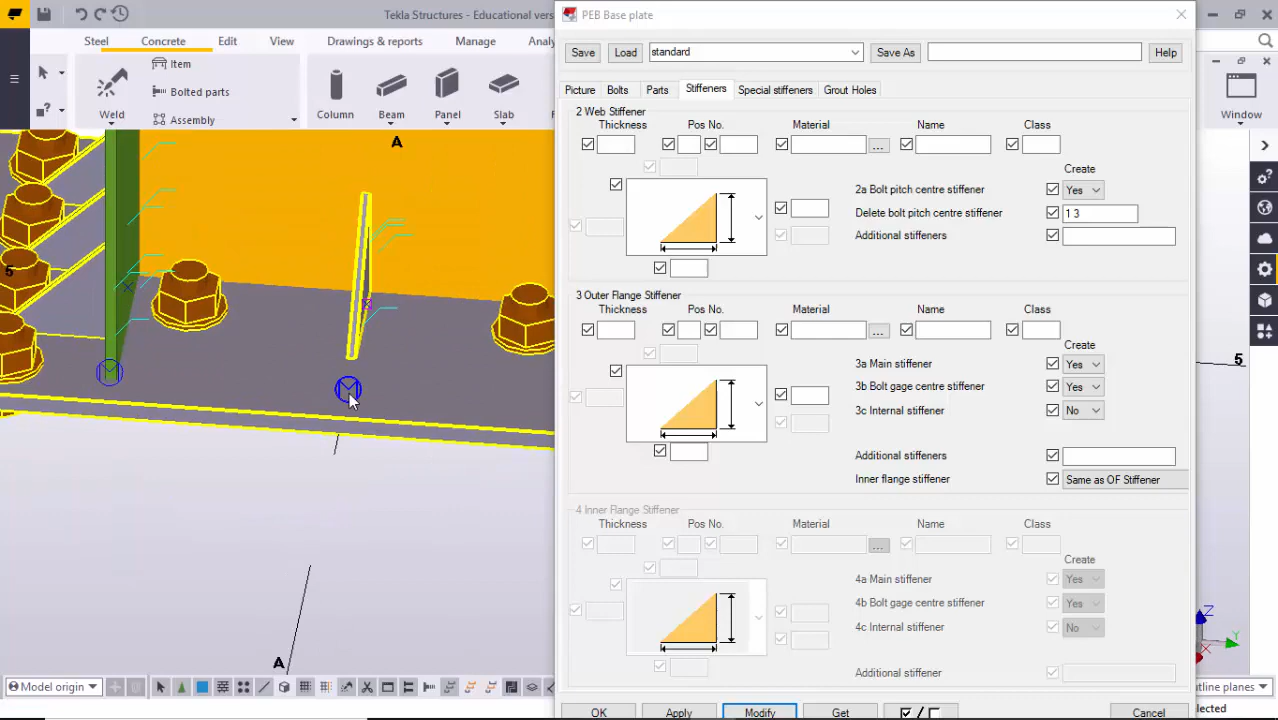 Tekla Structures - Educational vers
PEB Base plate
Steel
Concrete
Edit
View
Drawings & reports
Manage
Analy
Save
Load
standard
Save As
Help
Item
Bolted parts
Assembly
Weld
Column
Beam
Panel
Slab
Window
Picture
Bolts
Parts
Stiffeners
Special stiffeners
Grout Holes
2 Web Stiffener
Thickness
Pos No.
Material
Name
Class
...
Create
2a Bolt pitch centre stiffener
Yes
Delete bolt pitch centre stiffener
1 3
Additional stiffeners
3 Outer Flange Stiffener
Thickness
Pos No.
Material
Name
Class
...
Create
3a Main stiffener
Yes
3b Bolt gage centre stiffener
Yes
3c Internal stiffener
No
Additional stiffeners
Inner flange stiffener
Same as OF Stiffener
4 Inner Flange Stiffener
Thickness
Pos No.
Material
Name
Class
...
Create
4a Main stiffener
Yes
4b Bolt gage centre stiffener
Yes
4c Internal stiffener
No
Additional stiffener
OK
Apply
Modify
Get
/
Cancel
A
5
5
A
Z
Y
X
Model origin
utline planes
elected